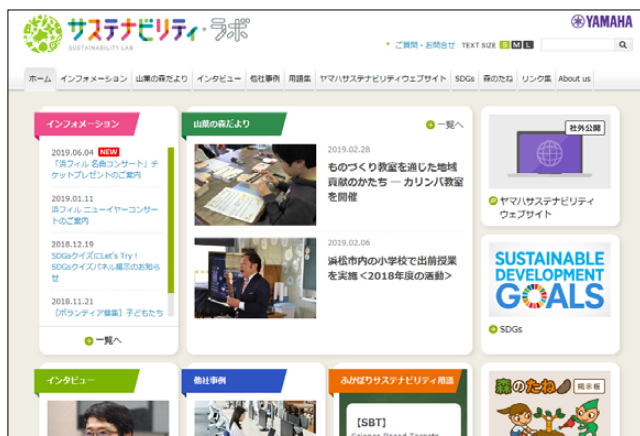 サステナビリティ・ラボ
SUSTAINABILITY LAB
YAMAHA
ご質問・お問合せ TEXT SIZE S M L
ホーム インフォメーション 山葉の森だより インタビュー 他社事例 用語集 ヤマハサステナビリティウェブサイト SDGs 森のたね リンク集 About us
インフォメーション
2019.06.04 NEW
「浜フィル 名曲コンサート」チ
ケットプレゼントのご案内
2019.01.11
浜フィル ニューイヤーコンサー
トのご案内
2018.12.19
SDGsクイズにLet's Try！
SDGsクイズパネル展示のお知ら
せ
2018.11.21
【ボランティア募集】子どもたち
一覧へ
山葉の森だより
一覧へ
2019.02.28
ものづくり教室を通じた地域
貢献のかたち ― カリンバ教室
を開催
2019.02.06
浜松市内の小学校で出前授業
を実施＜2018年度の活動＞
社外公開
ヤマハサステナビリティ
ウェブサイト
SUSTAINABLE
DEVELOPMENT
GOALS
SDGs
インタビュー
他社事例
ふかぼりサステナビリティ用語
【SBT】
Science Based Targets
森のたね
掲示板